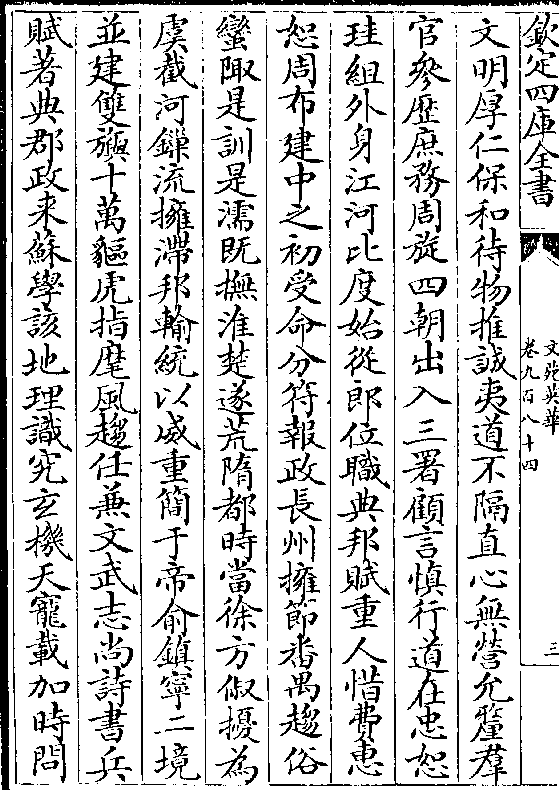 欽定四庫全書
文苑英華
卷九百八十四
三
文明厚仁保和待物推誠夷道不隔直心無營允釐羣
官叅歴庶務周旋四朝出入三署顧言慎行道在忠恕
珪組外身江河比度始從郎位職典邦賦重人惜費惠
恕周布建中之初受命分符報政長州擁節畨禺趨俗
蠻陬是訓是濡既撫淮楚遂荒隋都時當徐方俶擾為
虞截河鏁流擁滯邦輸統以威重簡于帝俞鎮寧二境
並建雙旟十萬貙虎指麾風趨任兼文武志尚詩書兵
賦著典郡政来蘇學該地理識究玄機天寵載加時問